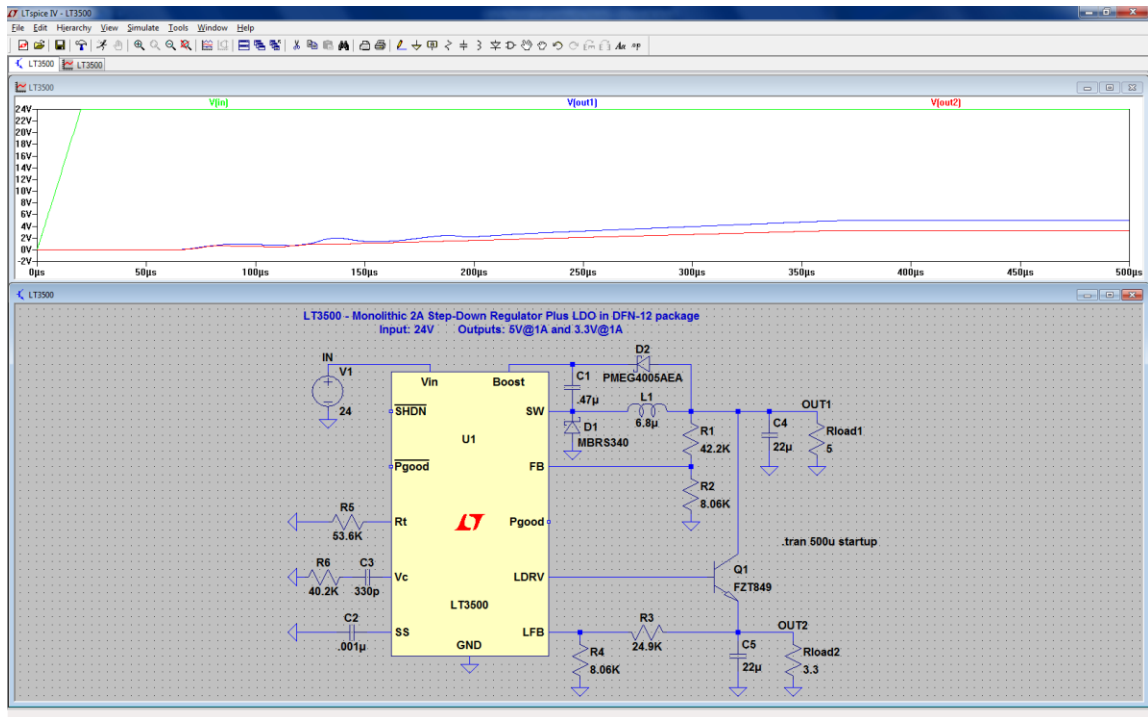 LTspice IV - LT3500
File Edit Hierarchy View Simulate Tools Window Help
LT3500 LT3500
LT3500
V(in) V(out1) V(out2)
24V
22V
20V
18V
16V
14V
12V
10V
8V
6V
4V
2V
0V
-2V
0µs 50µs 100µs 150µs 200µs 250µs 300µs 350µs 400µs 450µs 500µs
LT3500
LT3500 - Monolithic 2A Step-Down Regulator Plus LDO in DFN-12 package
Input: 24V Outputs: 5V@1A and 3.3V@1A
IN
V1
24
Vin
Boost
SHDN
SW
U1
Pgood
FB
Rt
Pgood
Vc
LDRV
LT3500
SS
LFB
GND
D2
PMEG4005AEA
C1
.47µ
L1
6.8µ
D1
MBRS340
R1
42.2K
R2
8.06K
C4
22µ
OUT1
Rload1
5
R5
53.6K
R6
40.2K
C3
330p
C2
.001µ
.tran 500u startup
Q1
FZT849
R3
24.9K
R4
8.06K
OUT2
C5
22µ
Rload2
3.3